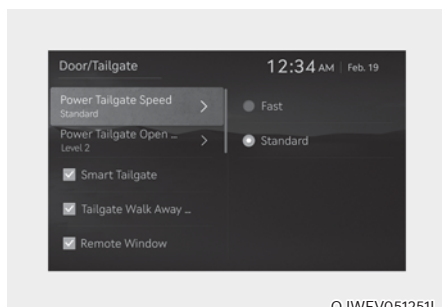 Door/Tailgate
12:34 AM Feb. 19
Power Tailgate Speed
Standard
Fast
Power Tailgate Open ...
Level 2
Standard
Smart Tailgate
Tailgate Walk Away ...
Remote Window